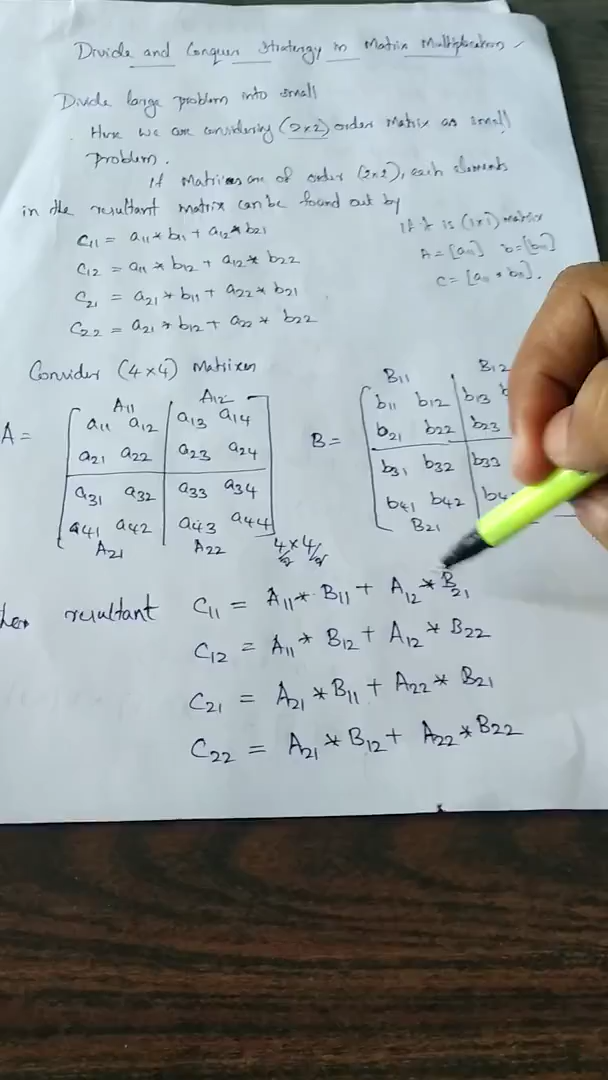 Divide and Conquer Stratergy in Matrix Multiplication
Divide large problem into small
Here we are considering (2×2) order Matrix as small
problem.
If Matrixes are of order (2×2), each elements
in the resultant matrix can be found out by
C11 = a11 * b11 + a12 * b21
C12 = a11 * b12 + a12 * b22
C21 = a21 * b11 + a22 * b21
C22 = a21 * b12 + a22 * b22
If it is (1×1) matrix
A = [a11] b = [b11]
C = [a11 * b11].
Consider (4×4) Matrixes
A11 A12
A =
a11 a12 a13 a14
a21 a22 a23 a24
a31 a32 a33 a34
a41 a42 a43 a44
A21 A22 4/2 × 4/2
B11 B12
B =
b11 b12 b13
b21 b22 b23
b31 b32 b33
b41 b42
B21
resultant C11 = A11 * B11 + A12 * B21
C12 = A11 * B12 + A12 * B22
C21 = A21 * B11 + A22 * B21
C22 = A21 * B12 + A22 * B22